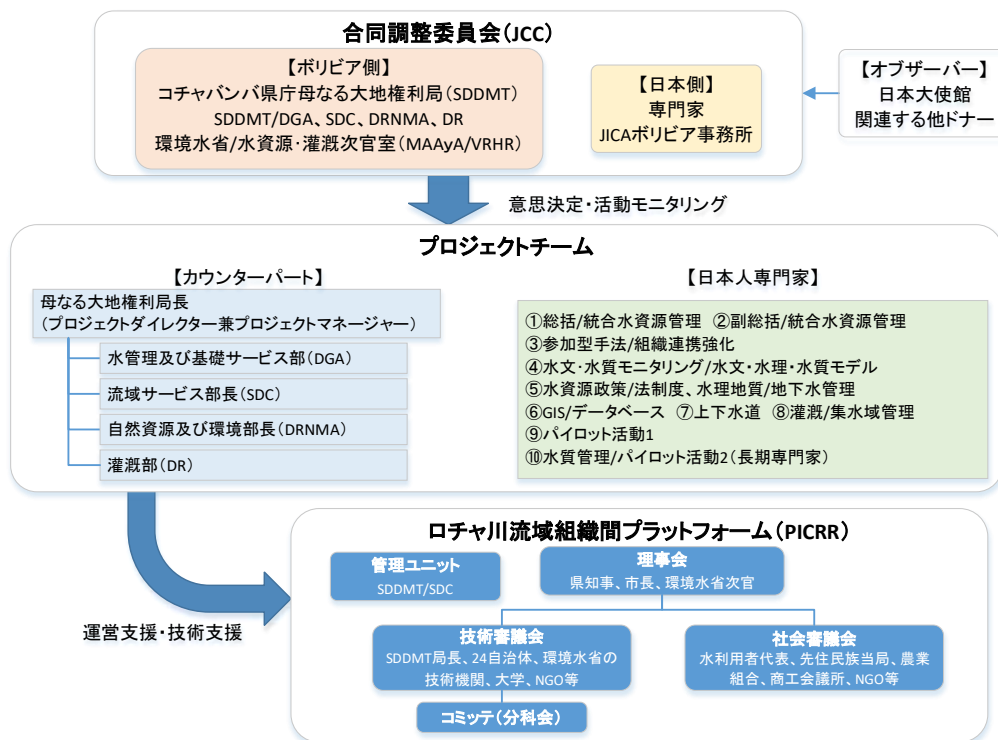 合同調整委員会(JCC)
【ボリビア側】
コチャバンバ県庁母なる大地権利局(SDDMT)
SDDMT/DGA、SDC、DRNMA、DR
環境水省/水資源・灌漑次官室(MAAyA/VRHR)
【日本側】
専門家
JICAボリビア事務所
【オブザーバー】
日本大使館
関連する他ドナー
意思決定・活動モニタリング
プロジェクトチーム
【カウンターパート】
母なる大地権利局長
(プロジェクトダイレクター兼プロジェクトマネージャー)
水管理及び基礎サービス部(DGA)
流域サービス部長(SDC)
自然資源及び環境部長(DRNMA)
灌漑部(DR)
【日本人専門家】
①総括/統合水資源管理 ②副総括/統合水資源管理
③参加型手法/組織連携強化
④水文・水質モニタリング/水文・水理・水質モデル
⑤水資源政策/法制度、水理地質/地下水管理
⑥GIS/データベース ⑦上下水道 ⑧灌漑/集水域管理
⑨パイロット活動1
⑩水質管理/パイロット活動2(長期専門家)
運営支援・技術支援
ロチャ川流域組織間プラットフォーム(PICRR)
管理ユニット
SDDMT/SDC
理事会
県知事、市長、環境水省次官
技術審議会
SDDMT局長、24自治体、環境水省の
技術機関、大学、NGO等
社会審議会
水利用者代表、先住民族当局、農業
組合、商工会議所、NGO等
コミッテ(分科会)